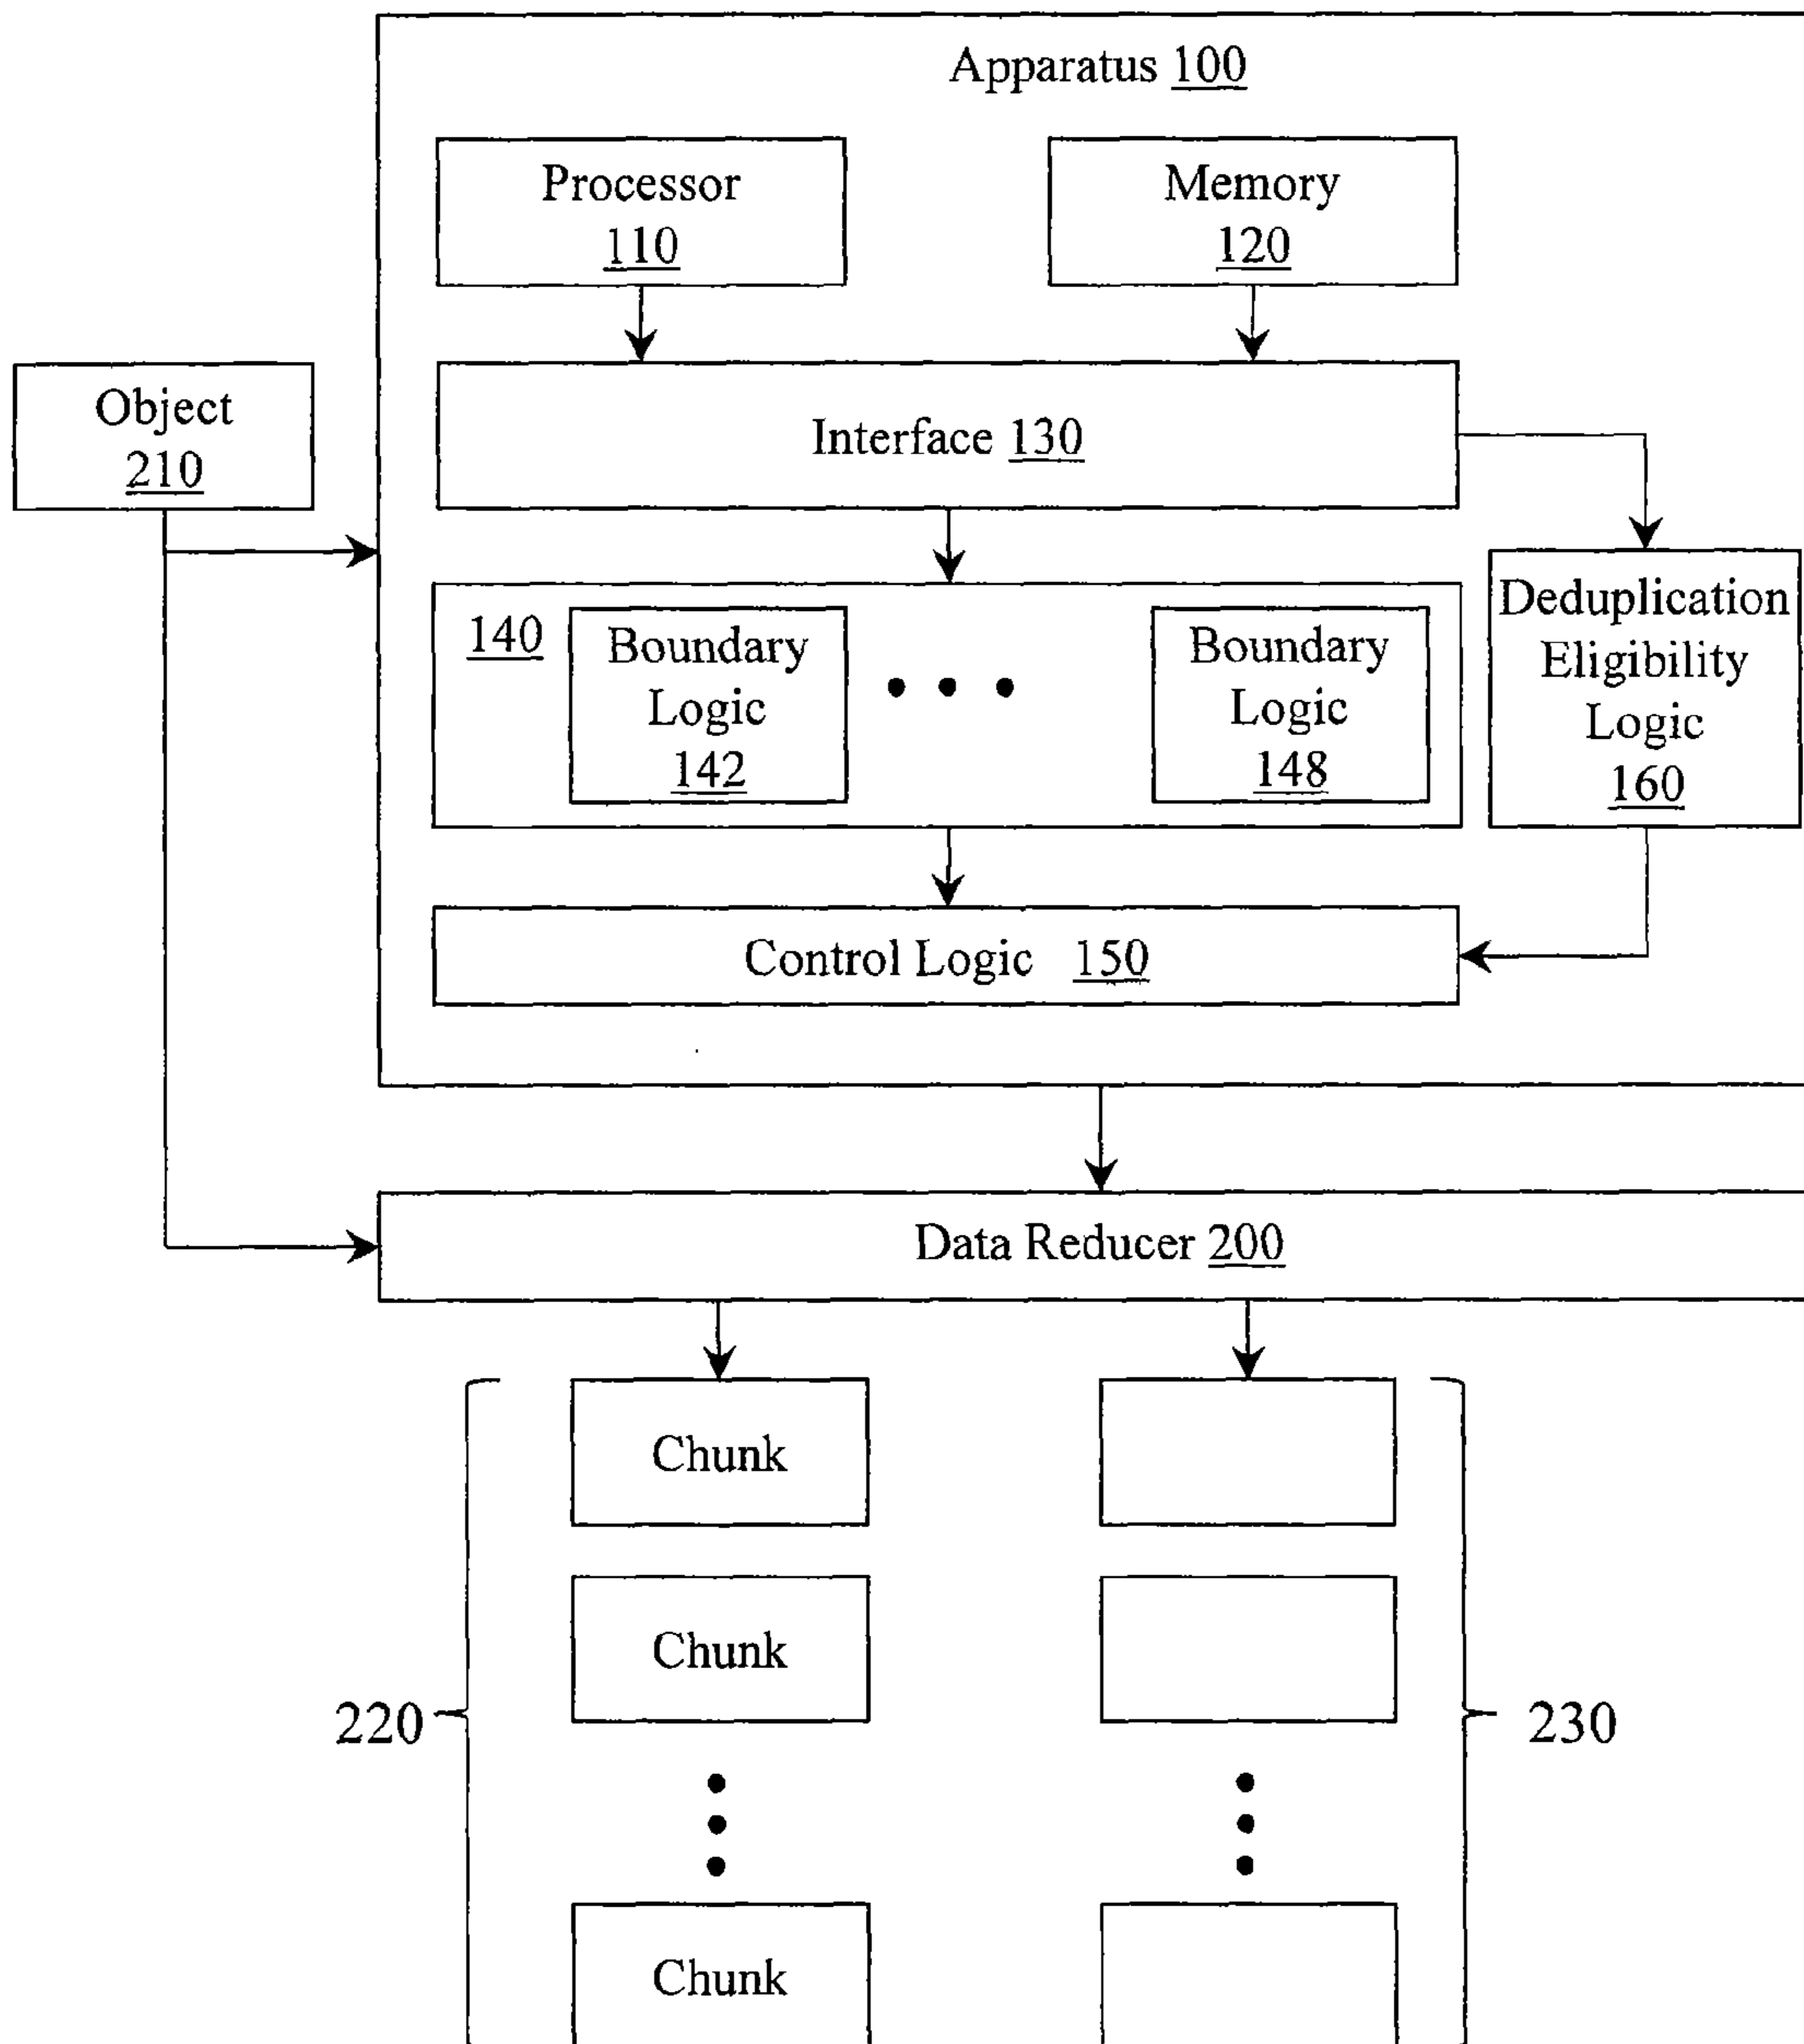 Apparatus 100
Processor
110
Memory
120
Object
210
Interface 130
140
Boundary
Logic
142
Boundary
Logic
148
Deduplication
Eligibility
Logic
160
Control Logic 150
Data Reducer 200
Chunk
Chunk
220
230
Chunk